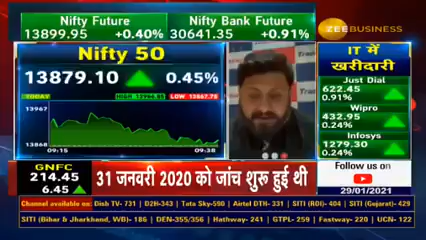 Nifty Future
13899.95 +0.40%
Nifty Bank Future
30641.35 +0.91%
ZEE BUSINESS
Nifty 50
13879.10 0.45%
TODAY HIGH 13966.85 LOW 13867.75
13967
13868
09:15 09:38
IT में
खरीदारी
Just Dial
622.45
0.91%
Wipro
432.95
0.24%
Infosys
1279.30
0.24%
GNFC
214.45
6.45
31 जनवरी 2020 को जांच शुरू हुई थी
Follow us on
YouTube
29/01/2021
Channel available on: Dish TV- 731 | D2H-343 | Tata Sky-590 | Airtel DTH- 331 | SITI (ROI)- 404 | SITI (Gujarat)- 429
SITI (Bihar & Jharkhand, WB)- 186 | DEN-355/356 | Hathway- 241 | GTPL- 259 | Fastway- 220 | UCN- 122